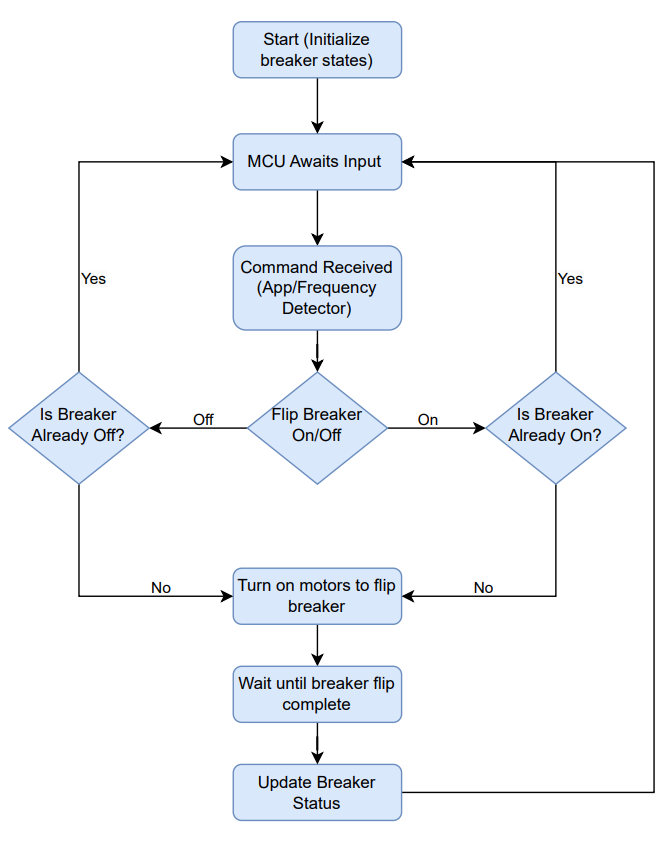 Start (Initialize
breaker states)
MCU Awaits Input
Yes
Yes
Command Received
(App/Frequency
Detector)
Is Breaker
Already Off?
Off
Flip Breaker
On/Off
On
Is Breaker
Already On?
No
Turn on motors to flip
breaker
No
Wait until breaker flip
complete
Update Breaker
Status